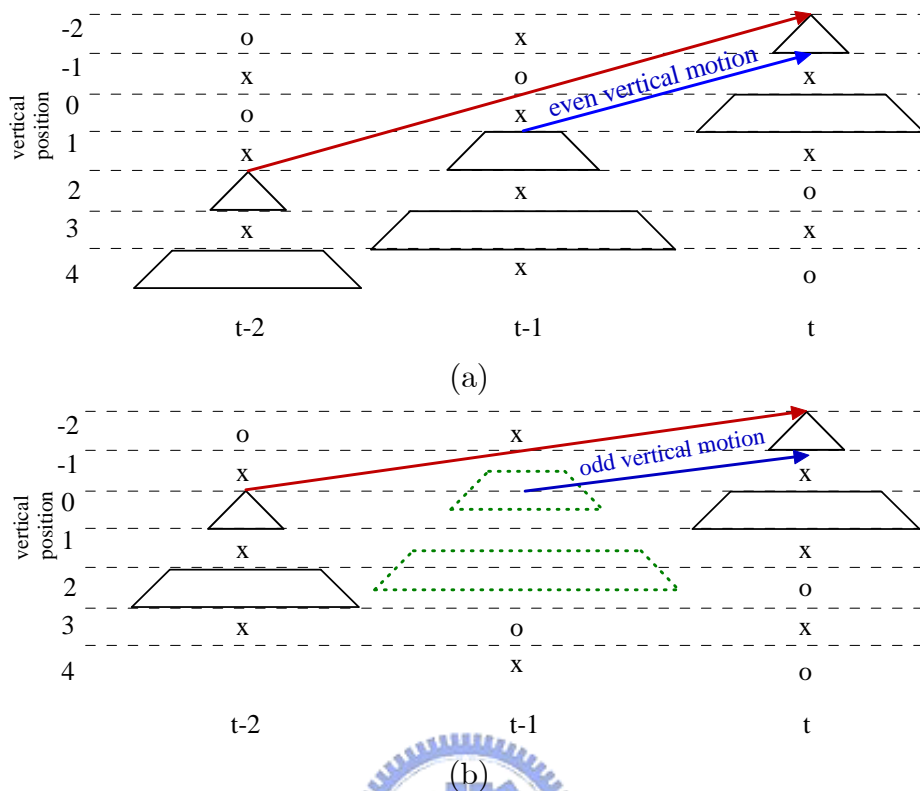 -2 o x
-1 x o x
even vertical motion
0 o x
vertical position
1 x x
2 x o
3 x x
4 x o
t-2 t-1 t
(a)
-2 o x
-1 x x
odd vertical motion
0
vertical position
1 x x
2 o
3 x o x
4 x o
t-2 t-1 t
(b)